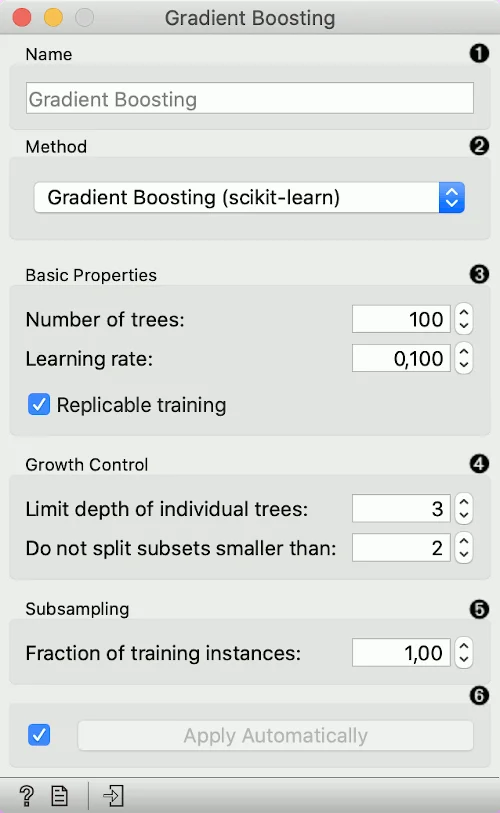 Gradient Boosting
Name ❶
Gradient Boosting
Method ❷
Gradient Boosting (scikit-learn)
Basic Properties ❸
Number of trees: 100
Learning rate: 0,100
Replicable training
Growth Control ❹
Limit depth of individual trees: 3
Do not split subsets smaller than: 2
Subsampling ❺
Fraction of training instances: 1,00
❻
Apply Automatically
?